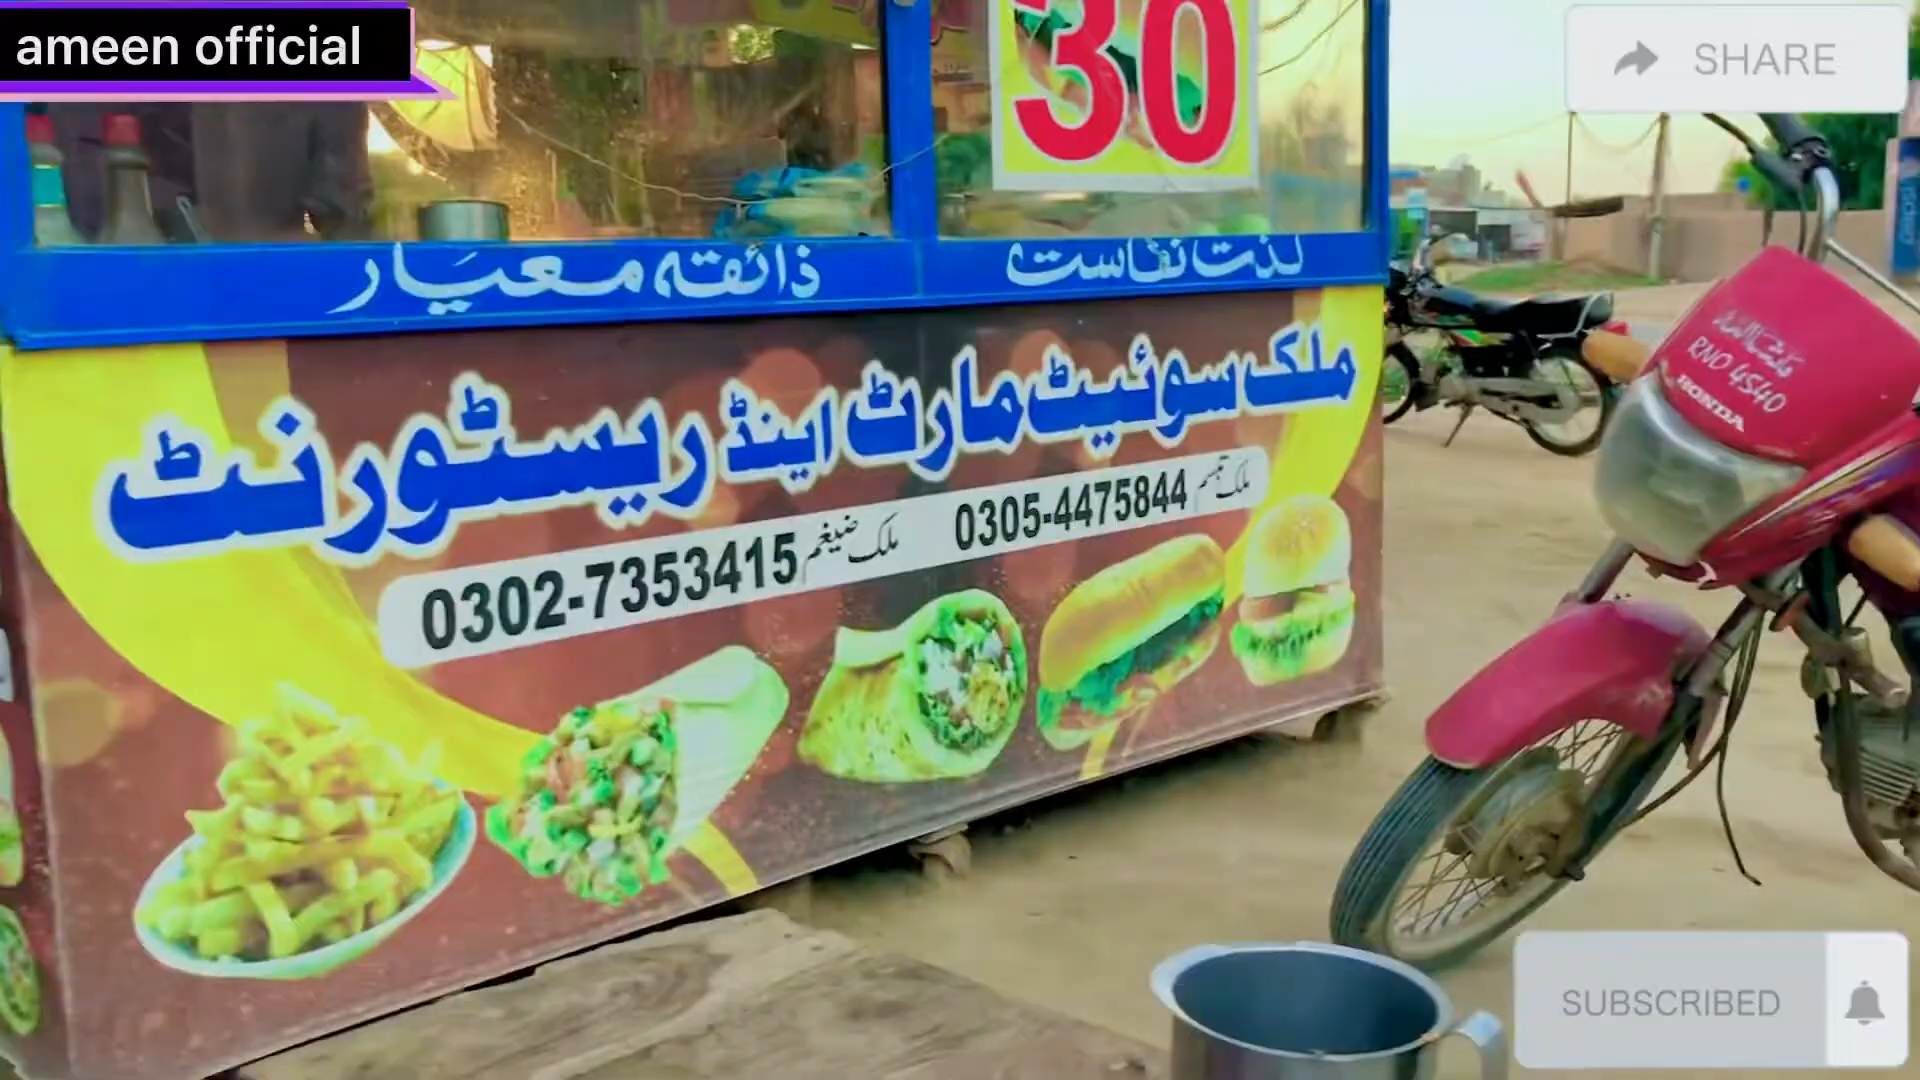 ameen official
SHARE
30
لذت نفاست
ذائقہ معیار
ملک سوئیٹ مارٹ اینڈ ریسٹورنٹ
ملک تبسم 0305-4475844
ملک ضیغم 0302-7353415
RNO 4540
HONDA
SUBSCRIBED